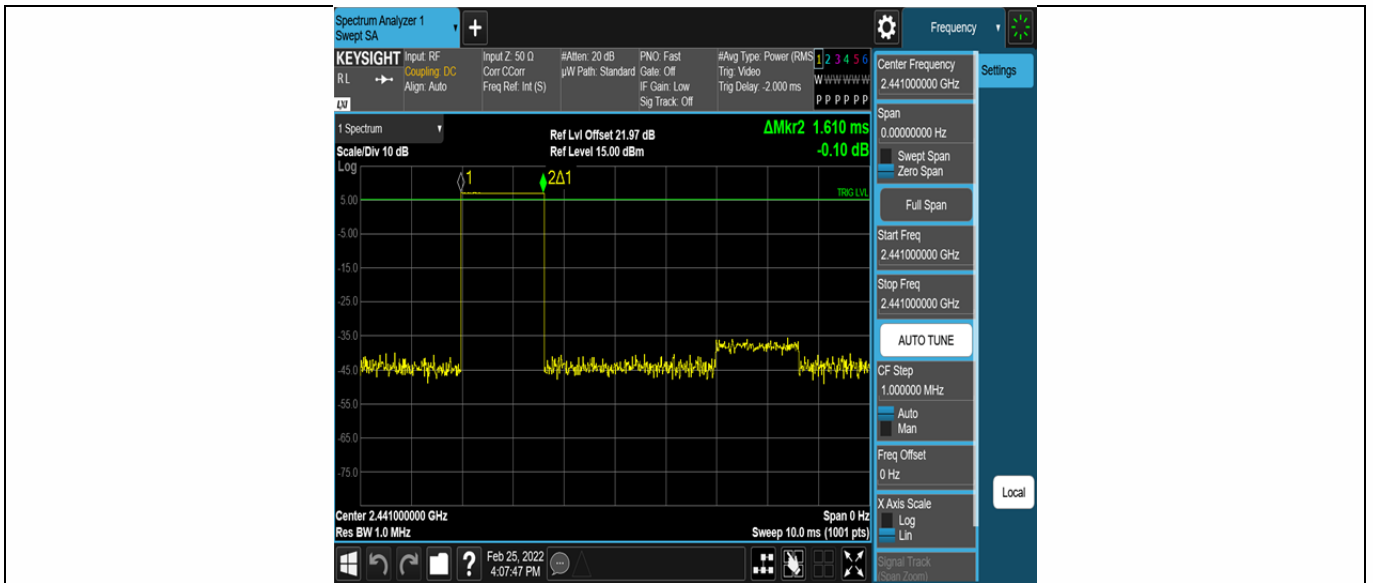 Spectrum Analyzer 1
Swept SA
+
Frequency
KEYSIGHT
RL
LXI
Input: RF
Coupling: DC
Align: Auto
Input Z: 50 Ω
Corr CCorr
Freq Ref: Int (S)
#Atten: 20 dB
µW Path: Standard
PNO: Fast
Gate: Off
IF Gain: Low
Sig Track: Off
#Avg Type: Power (RMS
Trig: Video
Trig Delay: -2.000 ms
1 2 3 4 5 6
W W W W W W
P P P P P P
Center Frequency
2.441000000 GHz
Settings
1 Spectrum
Scale/Div 10 dB
Log
Ref Lvl Offset 21.97 dB
Ref Level 15.00 dBm
ΔMkr2 1.610 ms
-0.10 dB
1
2Δ1
TRIG LVL
5.00
-5.00
-15.0
-25.0
-35.0
-45.0
-55.0
-65.0
-75.0
Center 2.441000000 GHz
Res BW 1.0 MHz
Span 0 Hz
Sweep 10.0 ms (1001 pts)
Span
0.00000000 Hz
Swept Span
Zero Span
Full Span
Start Freq
2.441000000 GHz
Stop Freq
2.441000000 GHz
AUTO TUNE
CF Step
1.000000 MHz
Auto
Man
Freq Offset
0 Hz
X Axis Scale
Log
Lin
Signal Track
(Span Zoom)
Local
?
Feb 25, 2022
4:07:47 PM